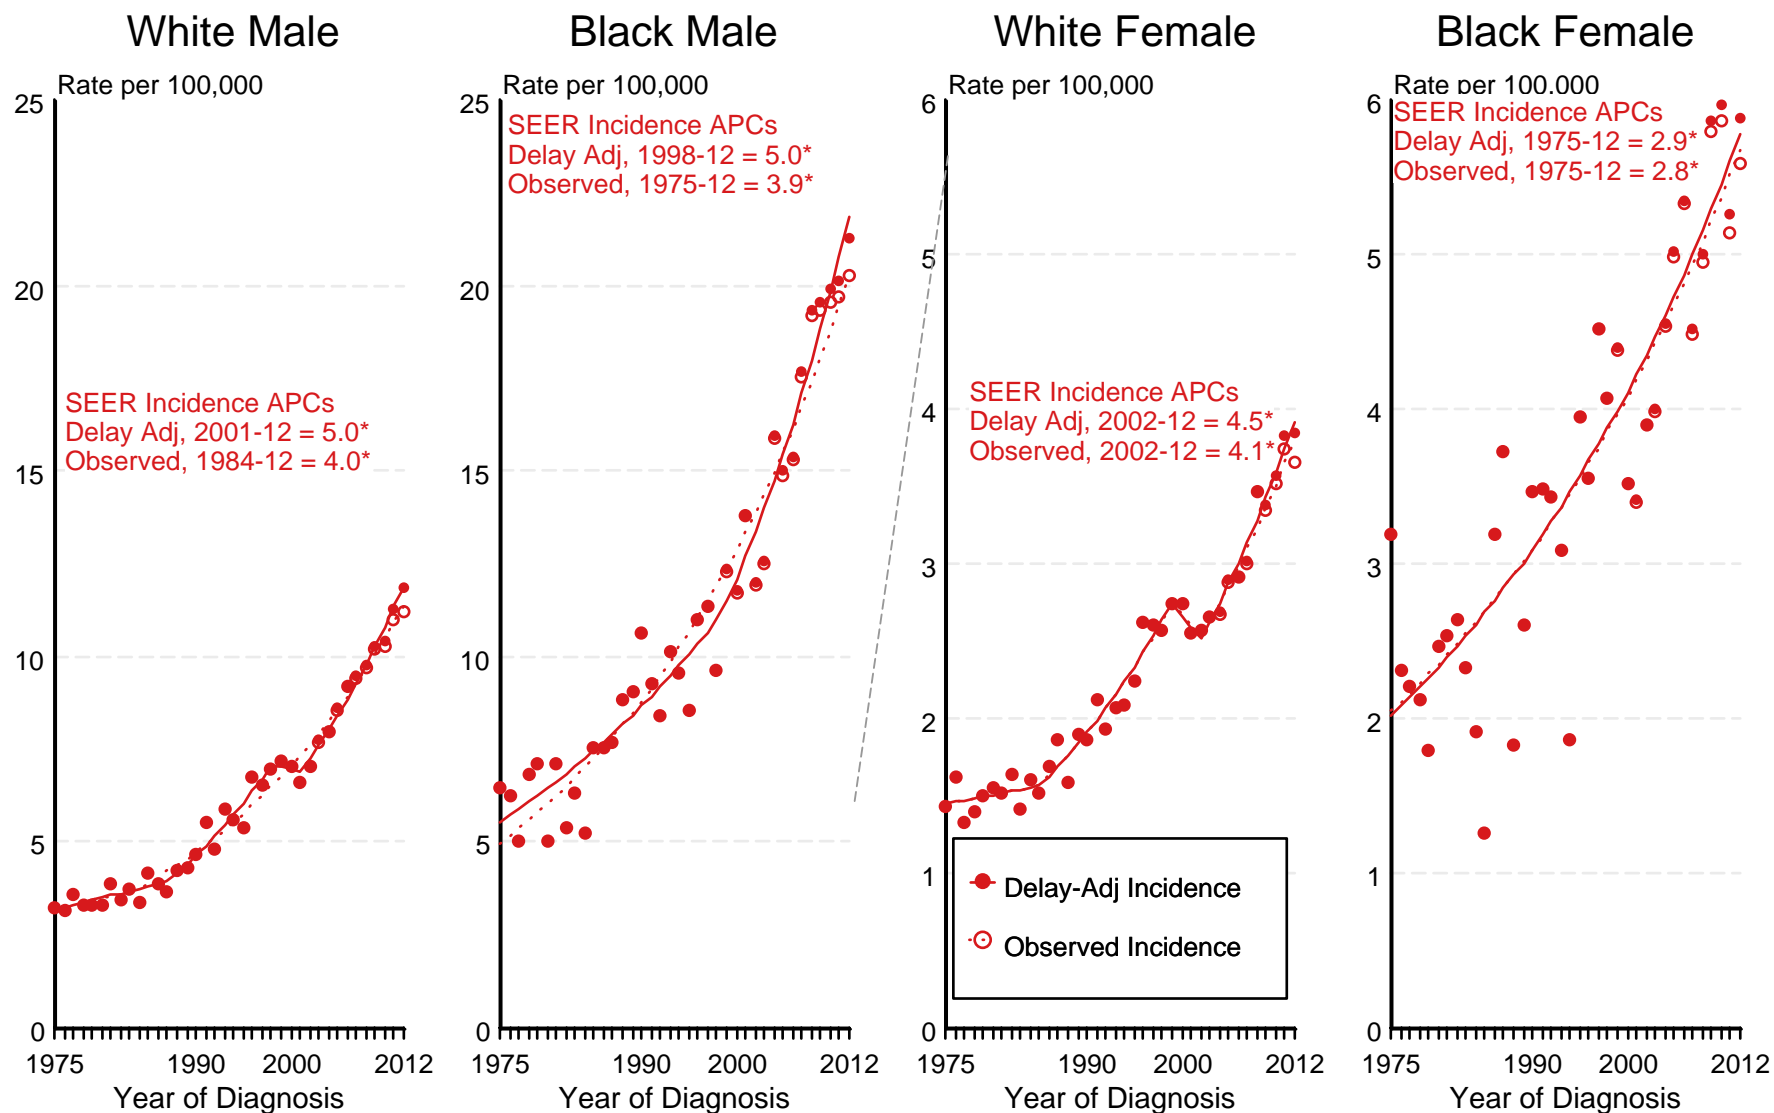 White Male
Rate per 100,000
25
20
15
10
5
0
SEER Incidence APCs
Delay Adj, 2001-12 = 5.0*
Observed, 1984-12 = 4.0*
1975
1990
2000
2012
Year of Diagnosis
Black Male
Rate per 100,000
25
20
15
10
5
0
SEER Incidence APCs
Delay Adj, 1998-12 = 5.0*
Observed, 1975-12 = 3.9*
1975
1990
2000
2012
Year of Diagnosis
White Female
Rate per 100,000
6
5
4
3
2
1
0
SEER Incidence APCs
Delay Adj, 2002-12 = 4.5*
Observed, 2002-12 = 4.1*
Delay-Adj Incidence
Observed Incidence
1975
1990
2000
2012
Year of Diagnosis
Black Female
Rate per 100,000
6
5
4
3
2
1
0
SEER Incidence APCs
Delay Adj, 1975-12 = 2.9*
Observed, 1975-12 = 2.8*
1975
1990
2000
2012
Year of Diagnosis